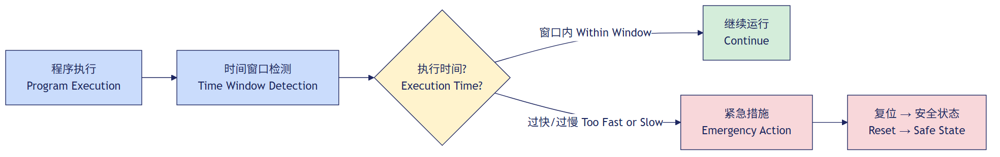 程序执行
Program Execution
时间窗口检测
Time Window Detection
执行时间?
Execution Time?
窗口内 Within Window
继续运行
Continue
过快/过慢 Too Fast or Slow
紧急措施
Emergency Action
复位 → 安全状态
Reset → Safe State